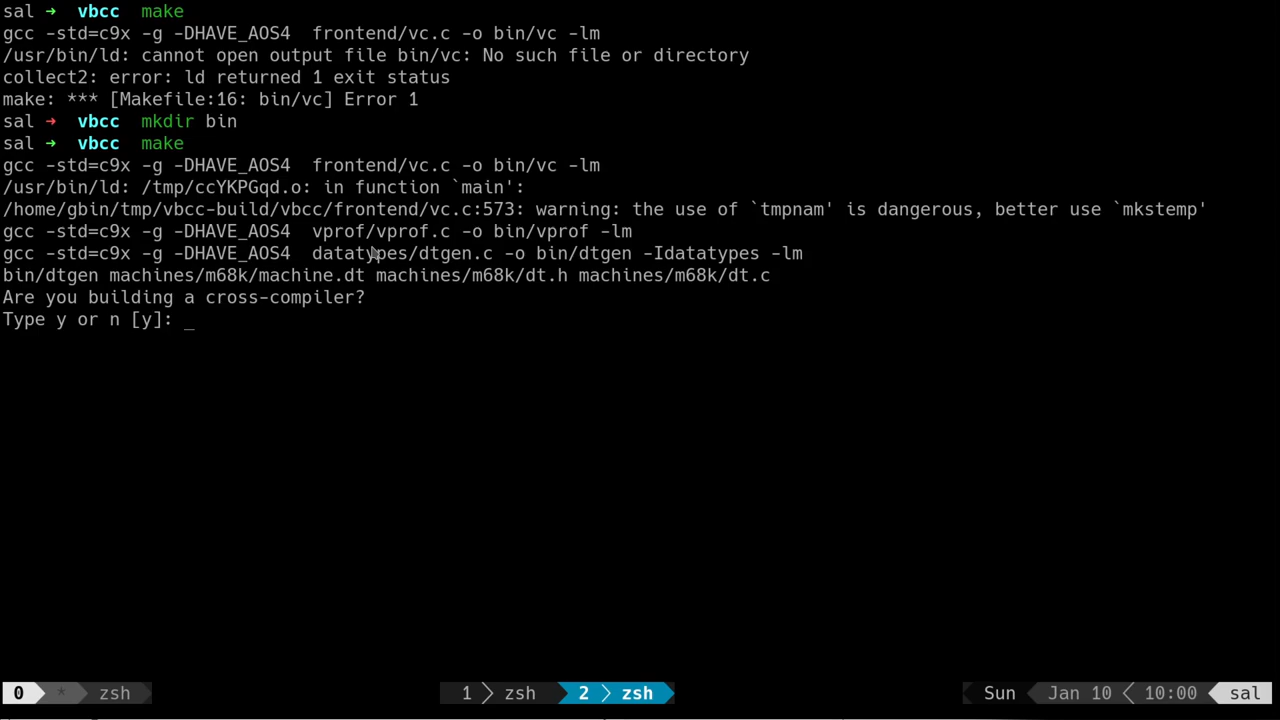 sal → vbcc make
gcc -std=c9x -g -DHAVE_AOS4  frontend/vc.c -o bin/vc -lm
/usr/bin/ld: cannot open output file bin/vc: No such file or directory
collect2: error: ld returned 1 exit status
make: *** [Makefile:16: bin/vc] Error 1
sal → vbcc mkdir bin
sal → vbcc make
gcc -std=c9x -g -DHAVE_AOS4  frontend/vc.c -o bin/vc -lm
/usr/bin/ld: /tmp/ccYKPGqd.o: in function `main':
/home/gbin/tmp/vbcc-build/vbcc/frontend/vc.c:573: warning: the use of `tmpnam' is dangerous, better use `mkstemp'
gcc -std=c9x -g -DHAVE_AOS4  vprof/vprof.c -o bin/vprof -lm
gcc -std=c9x -g -DHAVE_AOS4  datatypes/dtgen.c -o bin/dtgen -Idatatypes -lm
bin/dtgen machines/m68k/machine.dt machines/m68k/dt.h machines/m68k/dt.c
Are you building a cross-compiler?
Type y or n [y]: _
0 * zsh 1 zsh 2 zsh Sun Jan 10 10:00 sal